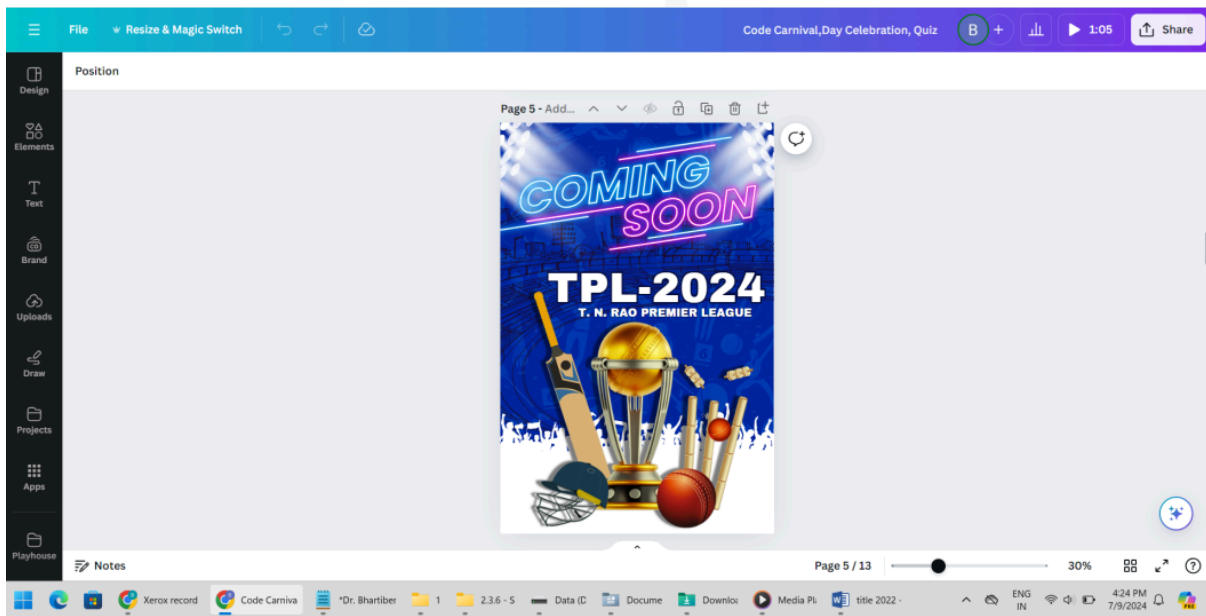 File
Resize & Magic Switch
Code Carnival,Day Celebration, Quiz
B
+
1:05
Share
Design
Elements
Text
Brand
Uploads
Draw
Projects
Apps
Playhouse
Position
Page 5 - Add...
COMING
SOON
TPL-2024
T. N. RAO PREMIER LEAGUE
Notes
Page 5 / 13
30%
Xerox record
Code Carniva
*Dr. Bhartiber
1
2.3.6 - S
Data (D
Docume
Downloa
Media Pl
title 2022 -
ENG
IN
4:24 PM
7/9/2024